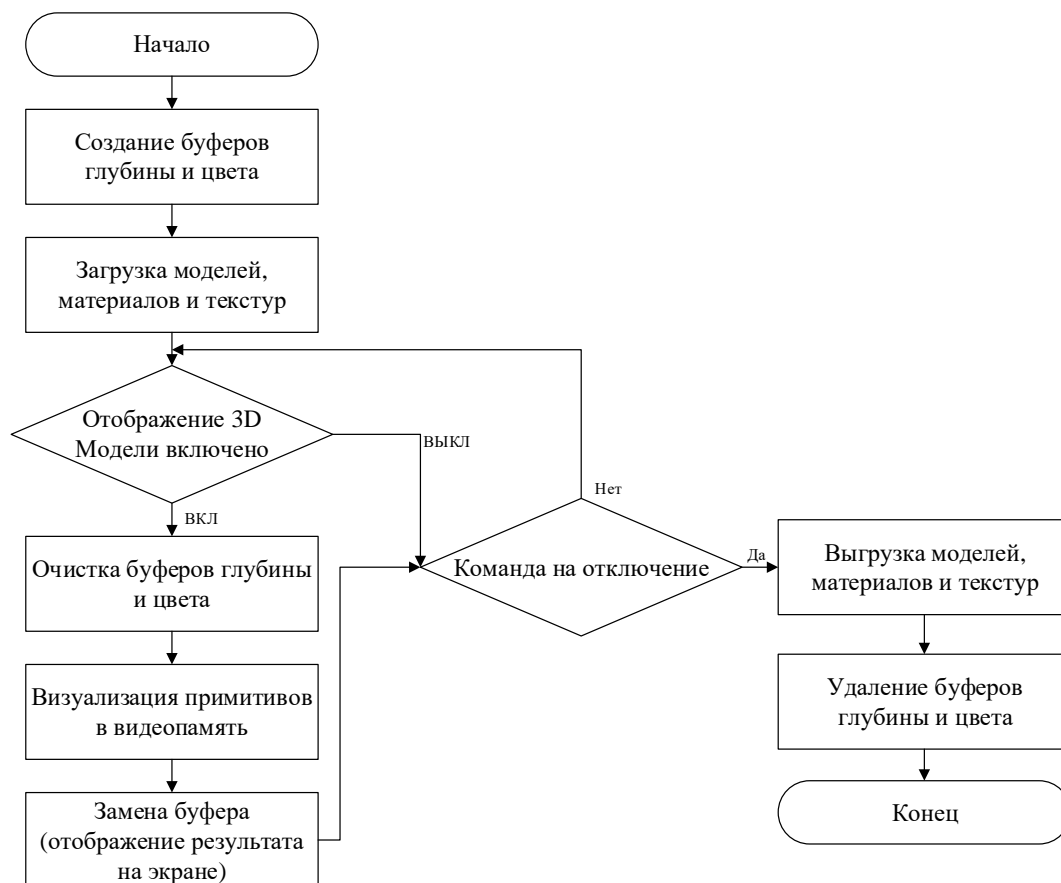 Начало
Создание буферов
глубины и цвета
Загрузка моделей,
материалов и текстур
Отображение 3D
Модели включено
ВЫКЛ
ВКЛ
Очистка буферов глубины
и цвета
Визуализация примитивов
в видеопамять
Замена буфера
(отображение результата
на экране)
Нет
Команда на отключение
Да
Выгрузка моделей,
материалов и текстур
Удаление буферов
глубины и цвета
Конец